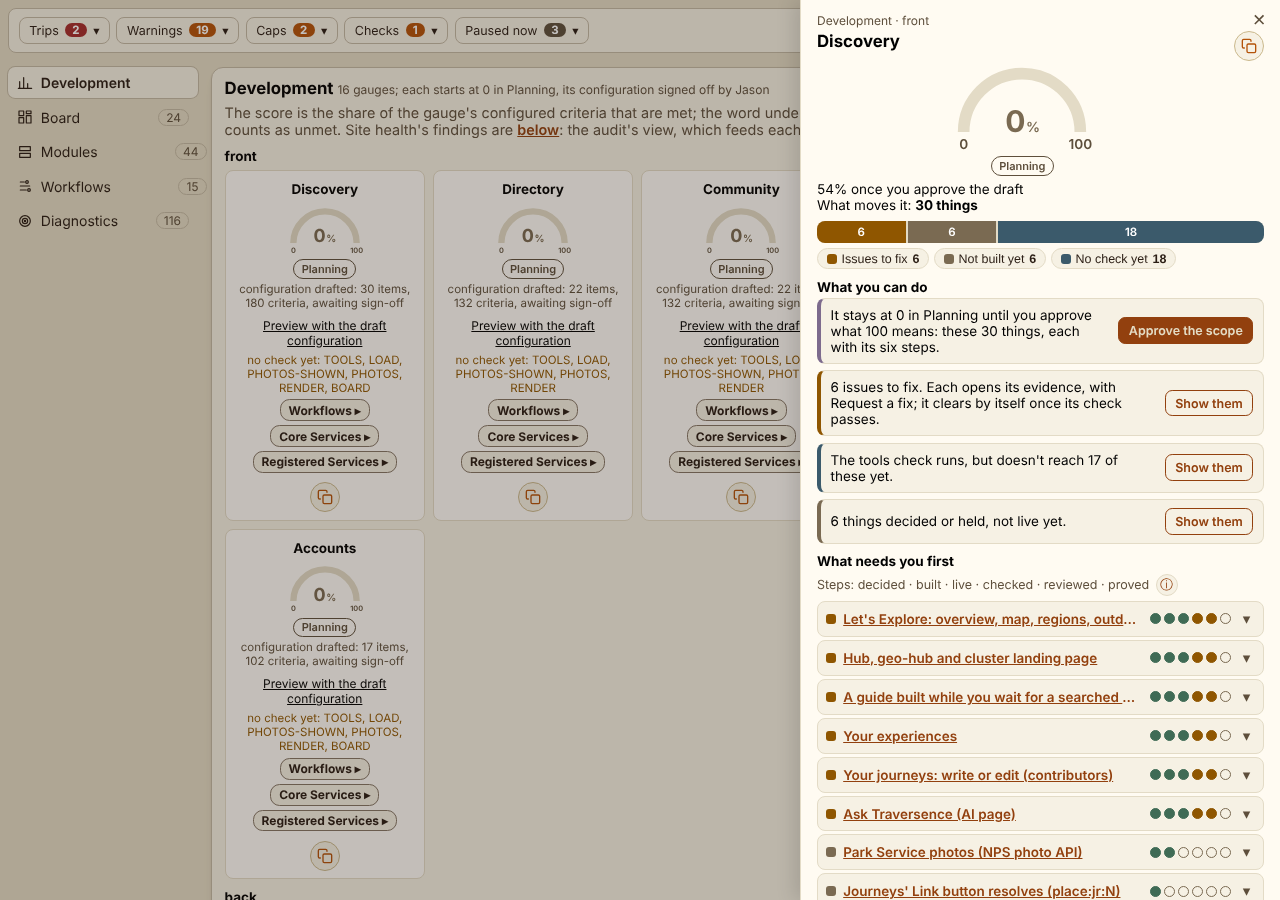 Trips 2 ▾
Warnings 19 ▾
Caps 2 ▾
Checks 1 ▾
Paused now 3 ▾
Development
Board 24
Modules 44
Workflows 15
Diagnostics 116
Development 16 gauges; each starts at 0 in Planning, its configuration signed off by Jason
The score is the share of the gauge's configured criteria that are met; the word unde
counts as unmet. Site health's findings are below: the audit's view, which feeds each
front
Discovery
0%
0 100
Planning
configuration drafted: 30 items,
180 criteria, awaiting sign-off
Preview with the draft
configuration
no check yet: TOOLS, LOAD,
PHOTOS-SHOWN, PHOTOS,
RENDER, BOARD
Workflows ▸
Core Services ▸
Registered Services ▸
Directory
0%
0 100
Planning
configuration drafted: 22 items,
132 criteria, awaiting sign-off
Preview with the draft
configuration
no check yet: TOOLS, LOAD,
PHOTOS-SHOWN, PHOTOS,
RENDER
Workflows ▸
Core Services ▸
Registered Services ▸
Community
0%
0 100
Planning
configuration drafted: 22 it
132 criteria, awaiting sign-o
Preview with the draft
configuration
no check yet: TOOLS, LO
PHOTOS-SHOWN, PHOTO
RENDER
Workflows ▸
Core Services ▸
Registered Services ▸
Accounts
0%
0 100
Planning
configuration drafted: 17 items,
102 criteria, awaiting sign-off
Preview with the draft
configuration
no check yet: TOOLS, LOAD,
PHOTOS-SHOWN, PHOTOS,
RENDER, BOARD
Workflows ▸
Core Services ▸
Registered Services ▸
back
Development · front
✕
Discovery
0%
0 100
Planning
54% once you approve the draft
What moves it: 30 things
6 6 18
Issues to fix 6
Not built yet 6
No check yet 18
What you can do
It stays at 0 in Planning until you approve
what 100 means: these 30 things, each
with its six steps.
Approve the scope
6 issues to fix. Each opens its evidence, with
Request a fix; it clears by itself once its check
passes.
Show them
The tools check runs, but doesn't reach 17 of
these yet.
Show them
6 things decided or held, not live yet.
Show them
What needs you first
Steps: decided · built · live · checked · reviewed · proved ⓘ
Let's Explore: overview, map, regions, outd... ▾
Hub, geo-hub and cluster landing page ▾
A guide built while you wait for a searched ... ▾
Your experiences ▾
Your journeys: write or edit (contributors) ▾
Ask Traversence (AI page) ▾
Park Service photos (NPS photo API) ▾
Journeys' Link button resolves (place:jr:N) ▾